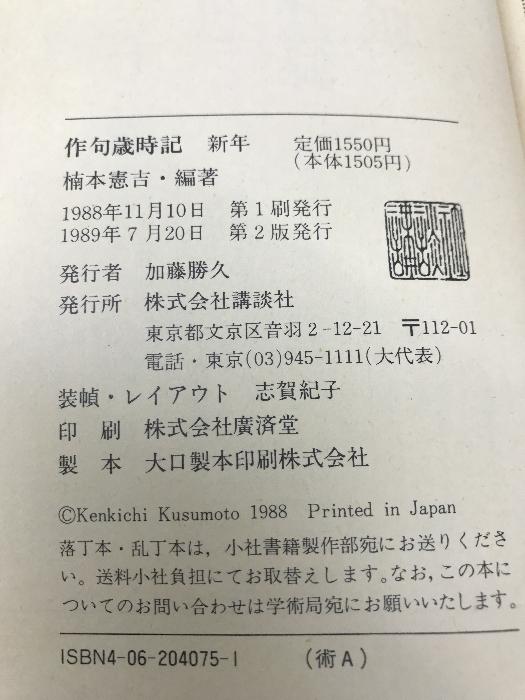 作句歳時記 新年 定価1550円
(本体1505円)
楠本憲吉・編著
1988年11月10日 第1刷発行
1989年7月20日 第2版発行
発行者 加藤勝久
発行所 株式会社講談社
東京都文京区音羽2-12-21 〒112-01
電話・東京(03)945-1111(大代表)
装幀・レイアウト 志賀紀子
印刷 株式会社廣済堂
製本 大口製本印刷株式会社
©Kenkichi Kusumoto 1988 Printed in Japan
落丁本・乱丁本は，小社書籍製作部宛にお送りくださ
い。送料小社負担にてお取替えします。なお，この本に
ついてのお問い合わせは学術局宛にお願いいたします。
ISBN4-06-204075-1 (術A)